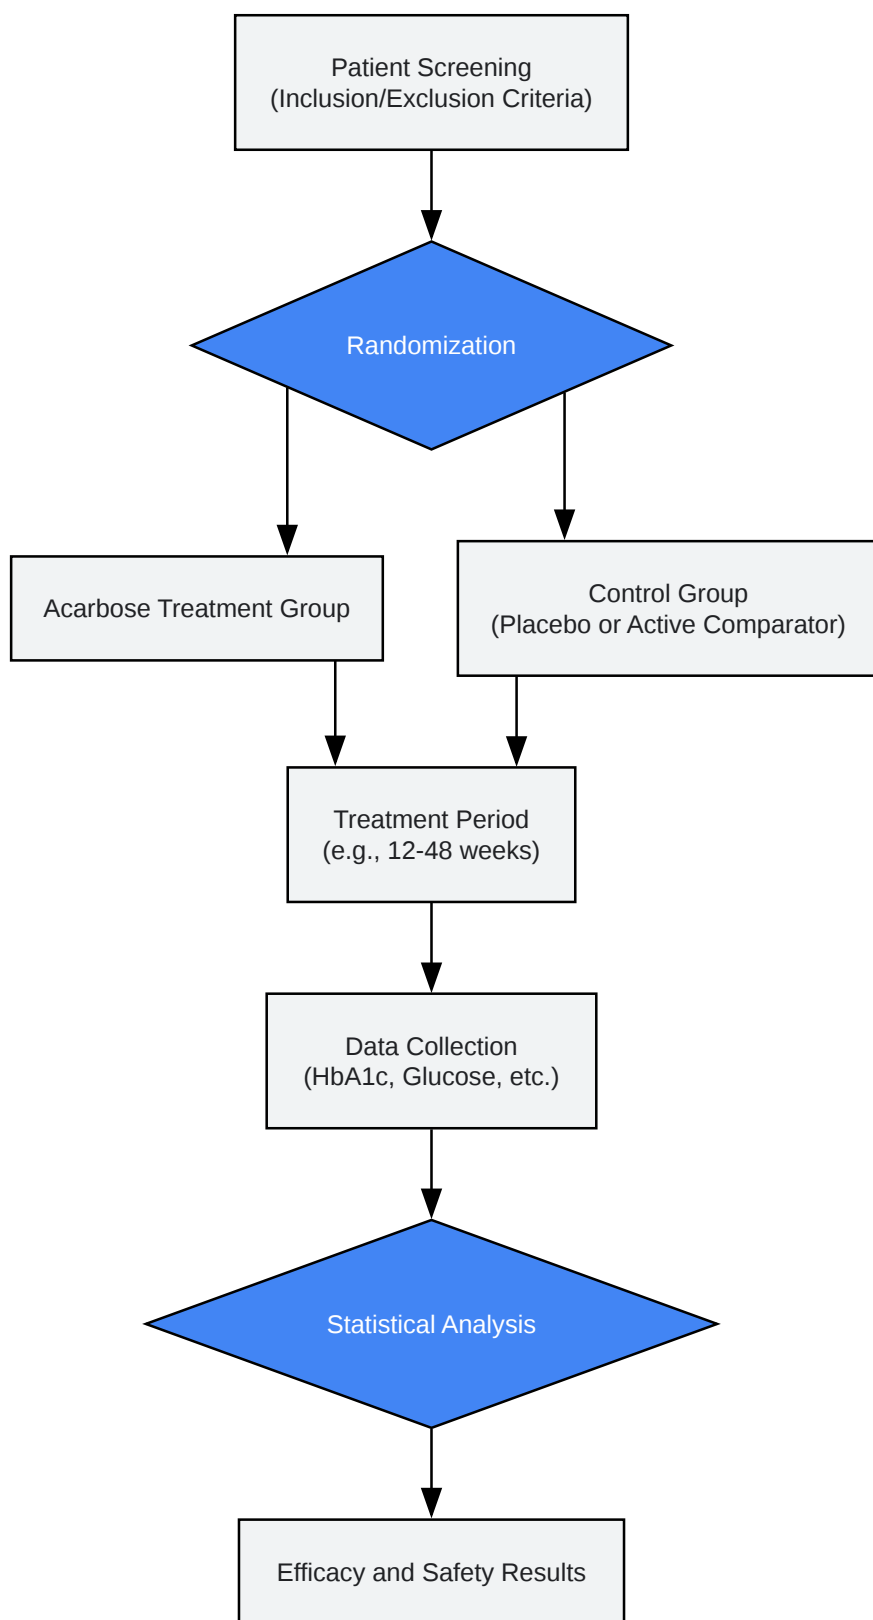 Patient Screening
(Inclusion/Exclusion Criteria)
Randomization
Acarbose Treatment Group
Control Group
(Placebo or Active Comparator)
Treatment Period
(e.g., 12-48 weeks)
Data Collection
(HbA1c, Glucose, etc.)
Statistical Analysis
Efficacy and Safety Results